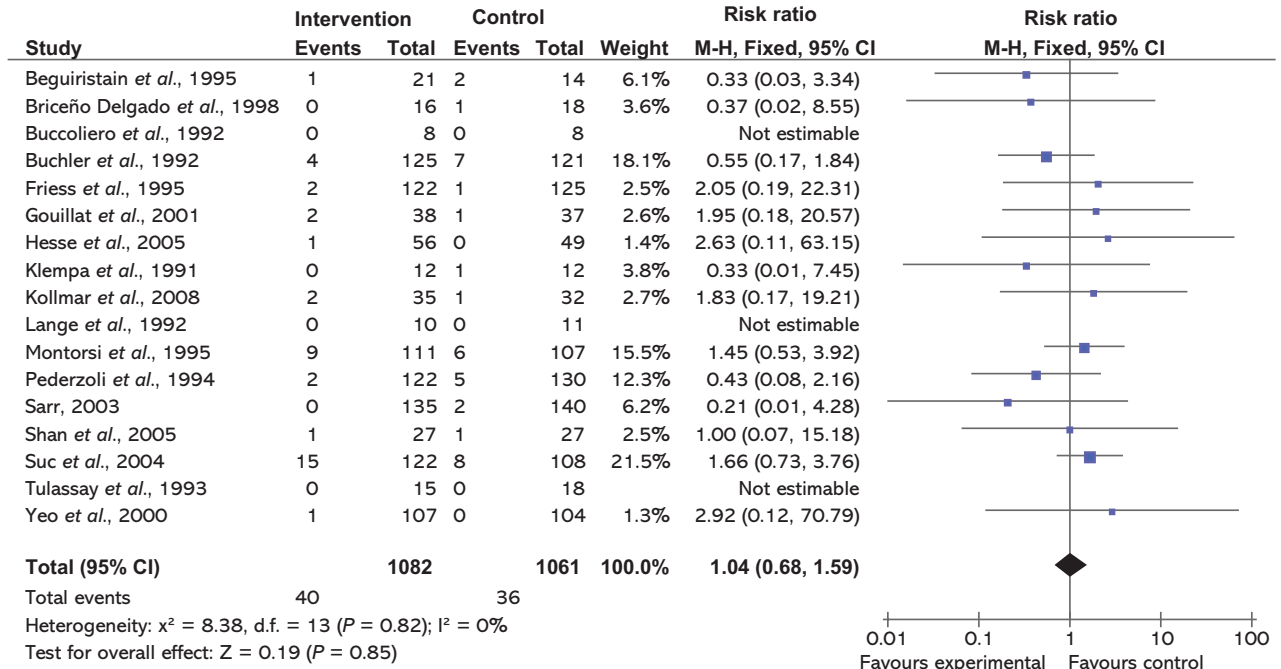 Intervention Control Risk ratio Risk ratio
Study Events Total Events Total Weight M-H, Fixed, 95% CI M-H, Fixed, 95% CI
Beguiristain et al., 1995 1 21 2 14 6.1% 0.33 (0.03, 3.34)
Briceño Delgado et al., 1998 0 16 1 18 3.6% 0.37 (0.02, 8.55)
Buccoliero et al., 1992 0 8 0 8 Not estimable
Buchler et al., 1992 4 125 7 121 18.1% 0.55 (0.17, 1.84)
Friess et al., 1995 2 122 1 125 2.5% 2.05 (0.19, 22.31)
Gouillat et al., 2001 2 38 1 37 2.6% 1.95 (0.18, 20.57)
Hesse et al., 2005 1 56 0 49 1.4% 2.63 (0.11, 63.15)
Klempa et al., 1991 0 12 1 12 3.8% 0.33 (0.01, 7.45)
Kollmar et al., 2008 2 35 1 32 2.7% 1.83 (0.17, 19.21)
Lange et al., 1992 0 10 0 11 Not estimable
Montorsi et al., 1995 9 111 6 107 15.5% 1.45 (0.53, 3.92)
Pederzoli et al., 1994 2 122 5 130 12.3% 0.43 (0.08, 2.16)
Sarr, 2003 0 135 2 140 6.2% 0.21 (0.01, 4.28)
Shan et al., 2005 1 27 1 27 2.5% 1.00 (0.07, 15.18)
Suc et al., 2004 15 122 8 108 21.5% 1.66 (0.73, 3.76)
Tulassay et al., 1993 0 15 0 18 Not estimable
Yeo et al., 2000 1 107 0 104 1.3% 2.92 (0.12, 70.79)
Total (95% CI) 1082 1061 100.0% 1.04 (0.68, 1.59)
Total events 40 36
Heterogeneity: x² = 8.38, d.f. = 13 (P = 0.82); I² = 0%
Test for overall effect: Z = 0.19 (P = 0.85)
0.01 0.1 1 10 100
Favours experimental Favours control